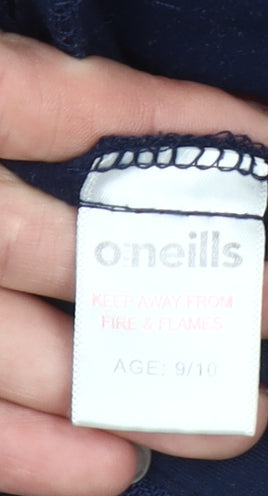 o'neills
KEEP AWAY FROM
FIRE & FLAMES
AGE: 9/10